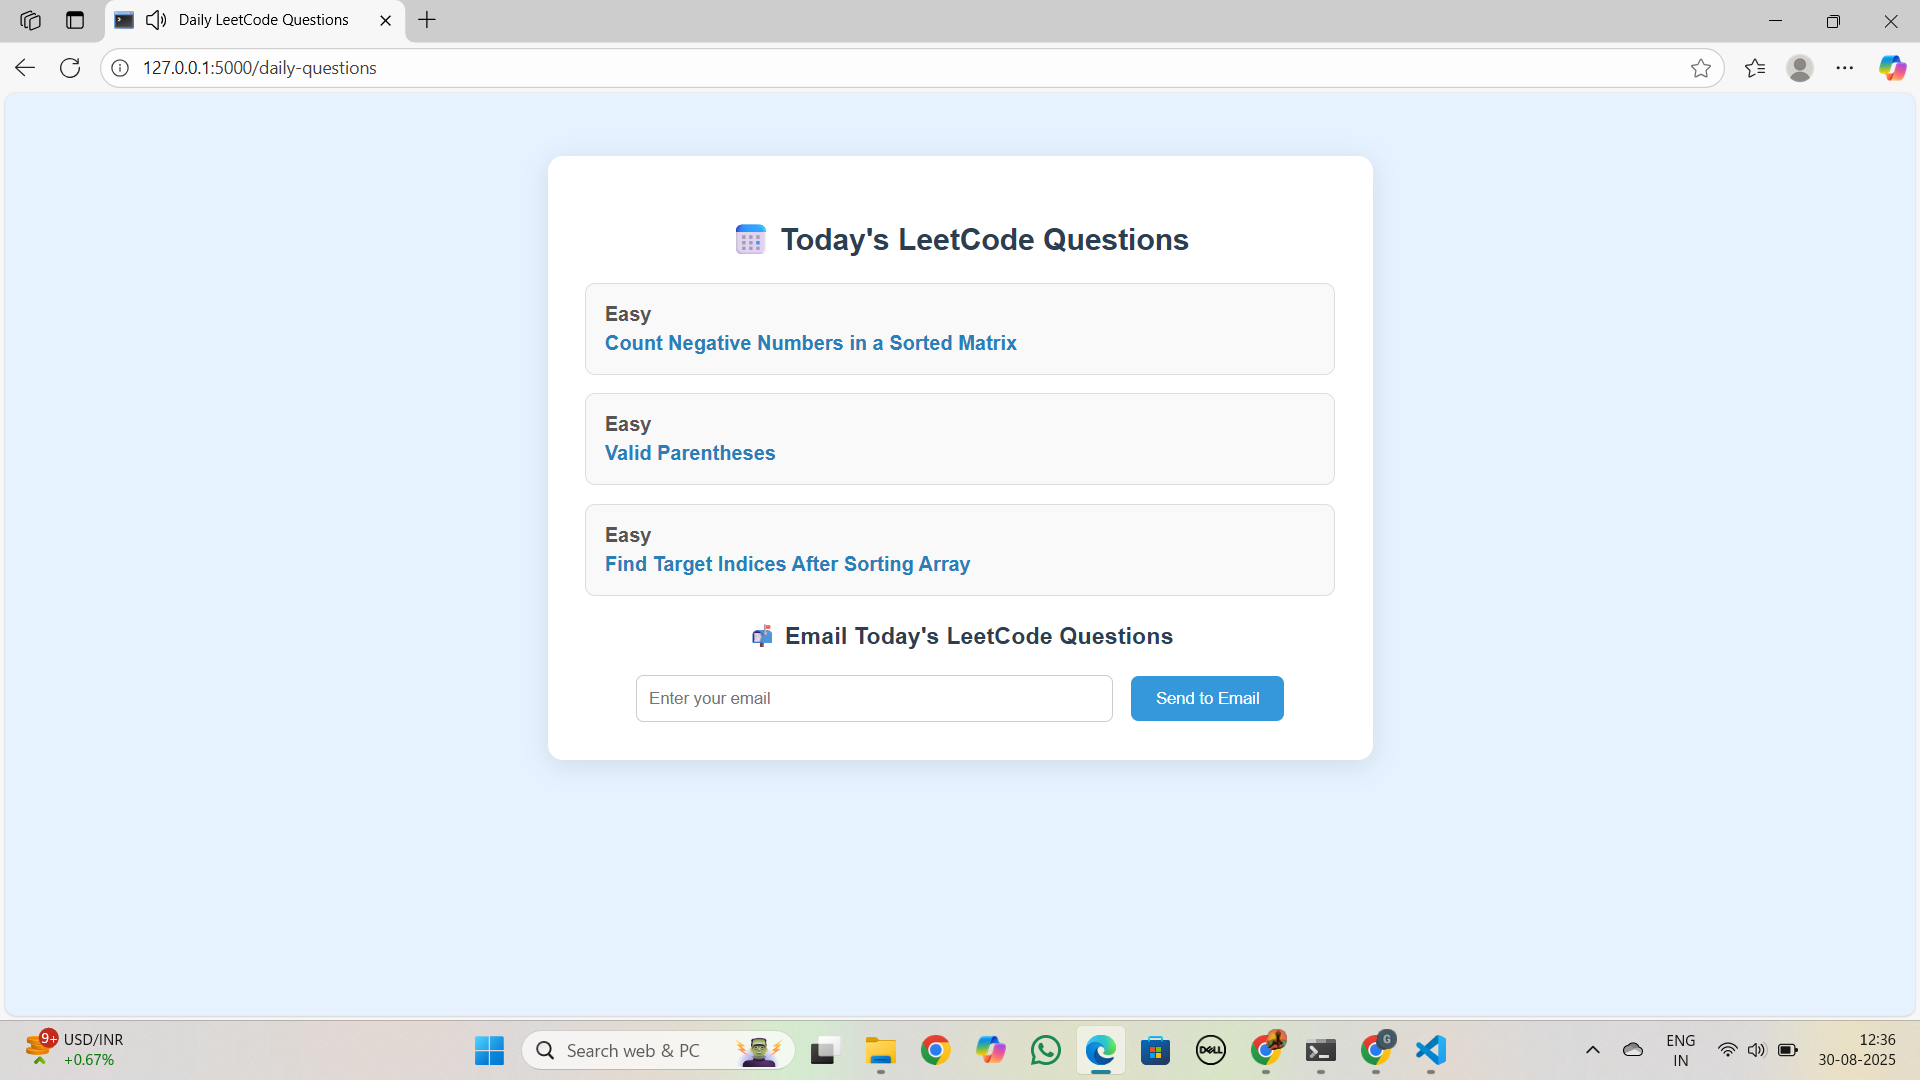 Daily LeetCode Questions
127.0.0.1:5000/daily-questions
Today's LeetCode Questions
Easy
Count Negative Numbers in a Sorted Matrix
Easy
Valid Parentheses
Easy
Find Target Indices After Sorting Array
Email Today's LeetCode Questions
Enter your email
Send to Email
9+
USD/INR
+0.67%
Search web & PC
DELL
G
ENG
IN
12:36
30-08-2025